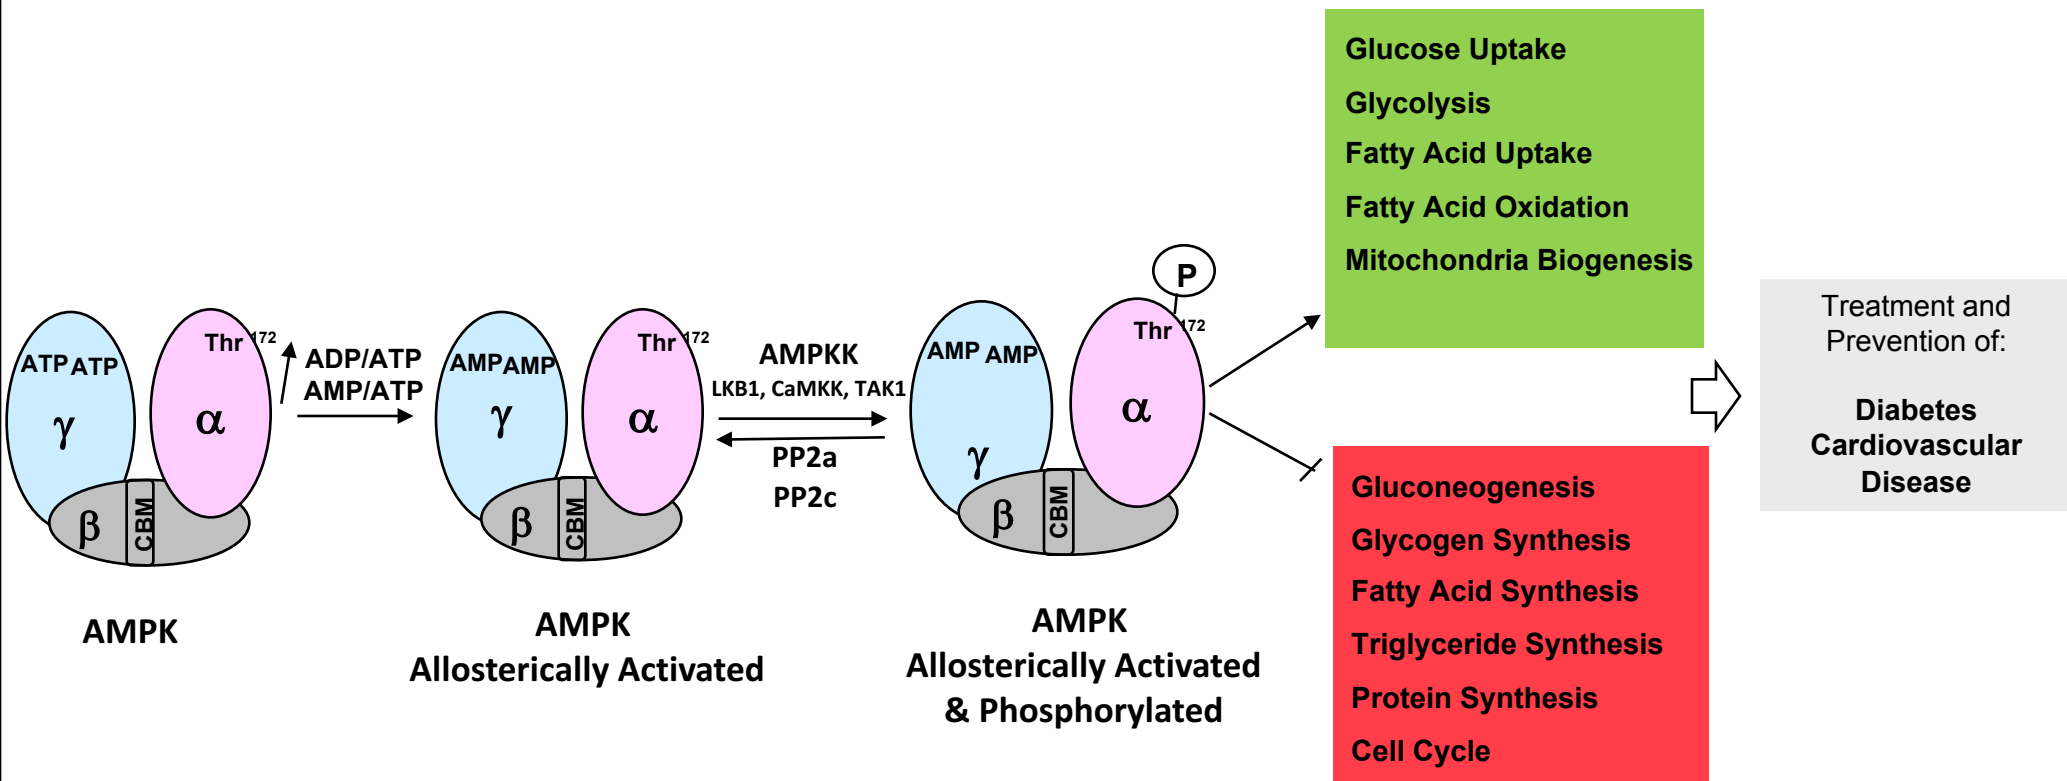 ATP ATP
γ
Thr 172
α
β
CBM
AMPK
ADP/ATP
AMP/ATP
AMP AMP
γ
Thr 172
α
β
CBM
AMPK
Allosterically Activated
AMPKK
LKB1, CaMKK, TAK1
PP2a
PP2c
P
AMP AMP
γ
Thr 172
α
β
CBM
AMPK
Allosterically Activated
& Phosphorylated
Glucose Uptake
Glycolysis
Fatty Acid Uptake
Fatty Acid Oxidation
Mitochondria Biogenesis
Gluconeogenesis
Glycogen Synthesis
Fatty Acid Synthesis
Triglyceride Synthesis
Protein Synthesis
Cell Cycle
Treatment and
Prevention of:
Diabetes
Cardiovascular
Disease